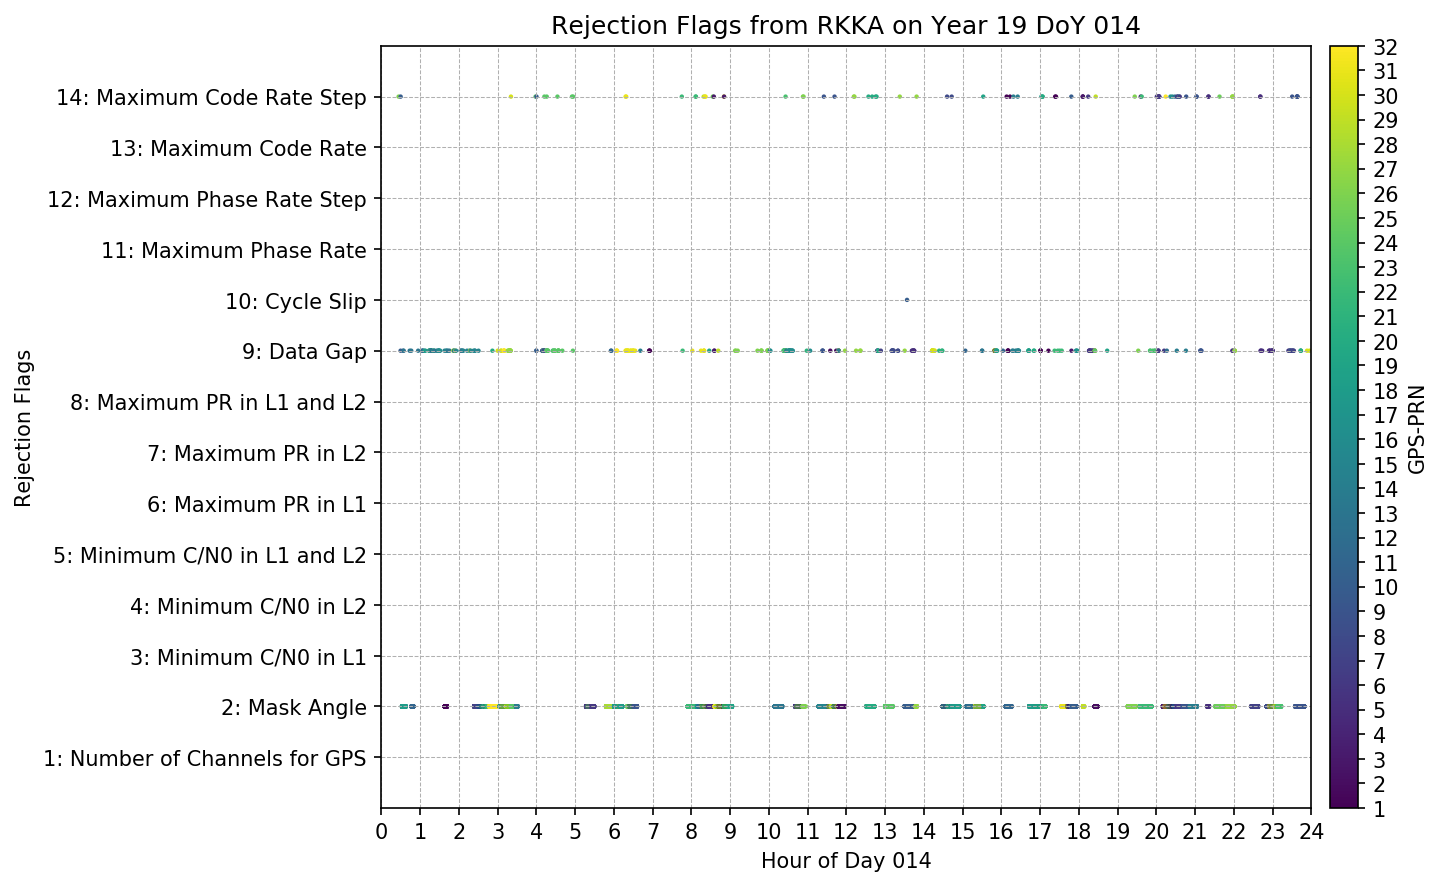 Rejection Flags from RKKA on Year 19 DoY 014
14: Maximum Code Rate Step
13: Maximum Code Rate
12: Maximum Phase Rate Step
11: Maximum Phase Rate
10: Cycle Slip
9: Data Gap
8: Maximum PR in L1 and L2
7: Maximum PR in L2
6: Maximum PR in L1
5: Minimum C/N0 in L1 and L2
4: Minimum C/N0 in L2
3: Minimum C/N0 in L1
2: Mask Angle
1: Number of Channels for GPS
Rejection Flags
0 1 2 3 4 5 6 7 8 9 10 11 12 13 14 15 16 17 18 19 20 21 22 23 24
Hour of Day 014
32
31
30
29
28
27
26
25
24
23
22
21
20
19
18
17
16
15
14
13
12
11
10
9
8
7
6
5
4
3
2
1
GPS-PRN